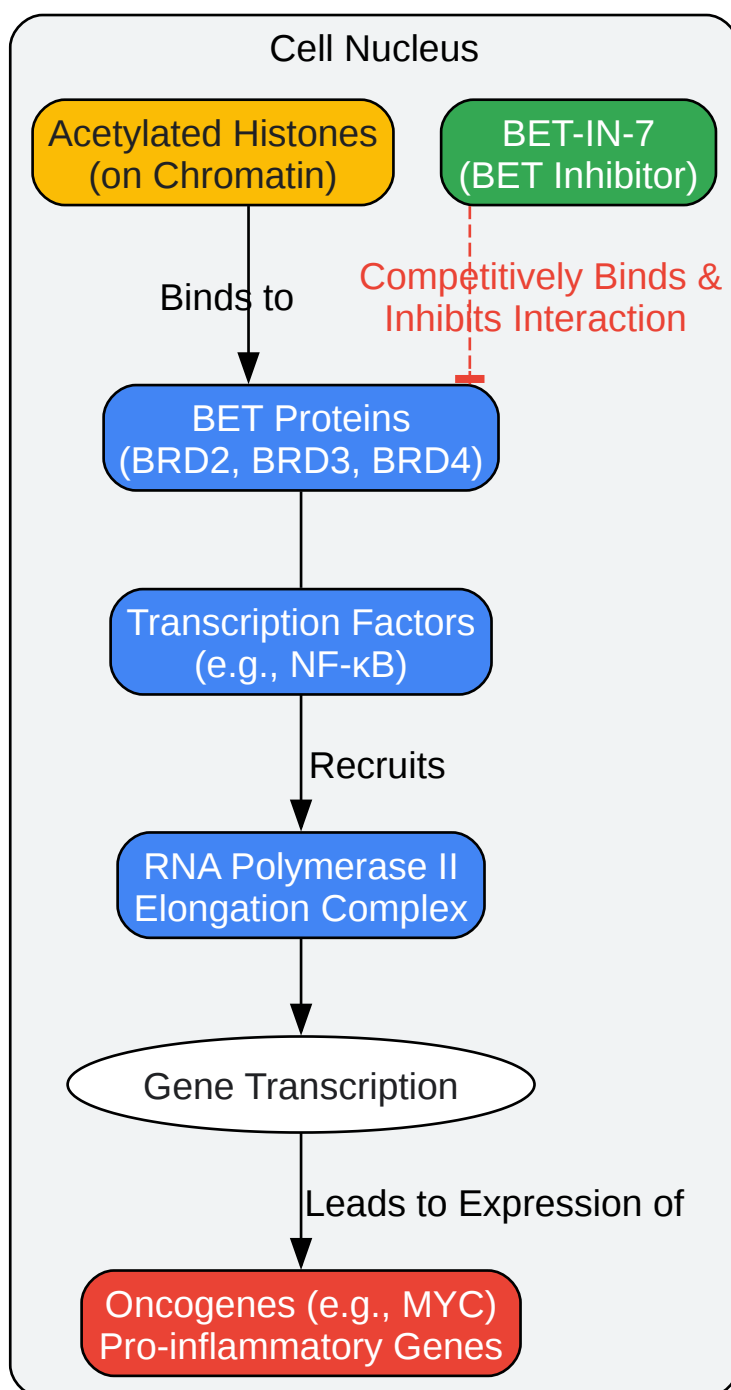 Cell Nucleus
Acetylated Histones
(on Chromatin)
BET-IN-7
(BET Inhibitor)
Binds to
Competitively Binds &
Inhibits Interaction
BET Proteins
(BRD2, BRD3, BRD4)
Transcription Factors
(e.g., NF-κB)
Recruits
RNA Polymerase II
Elongation Complex
Gene Transcription
Leads to Expression of
Oncogenes (e.g., MYC)
Pro-inflammatory Genes